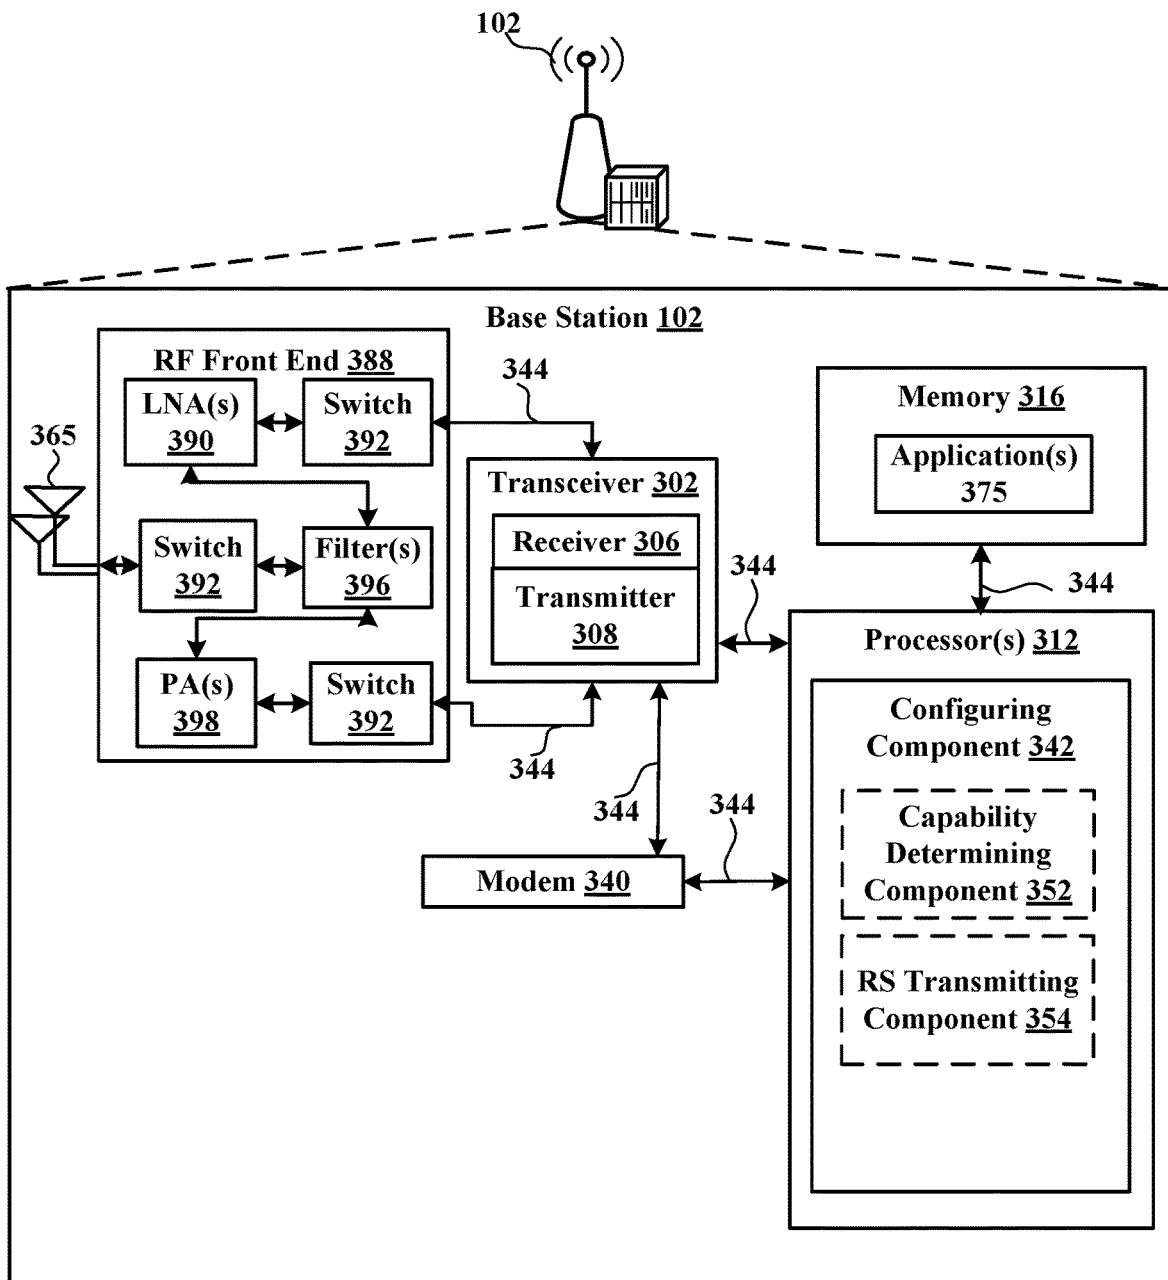 102
Base Station 102
RF Front End 388
LNA(s)
390
Switch
392
344
365
Switch
392
Filter(s)
396
PA(s)
398
Switch
392
344
Transceiver 302
Receiver 306
Transmitter
308
344
344
Modem 340
344
Memory 316
Application(s)
375
344
Processor(s) 312
Configuring
Component 342
Capability
Determining
Component 352
RS Transmitting
Component 354